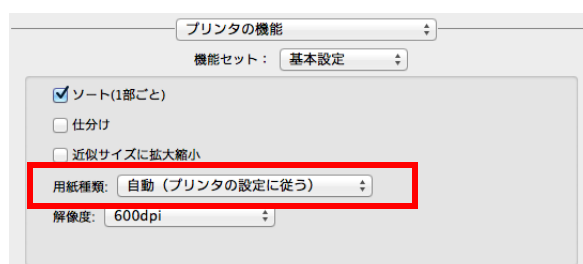 プリンタの機能
機能セット： 基本設定
ソート(1部ごと)
仕分け
近似サイズに拡大縮小
用紙種類: 自動（プリンタの設定に従う）
解像度: 600dpi